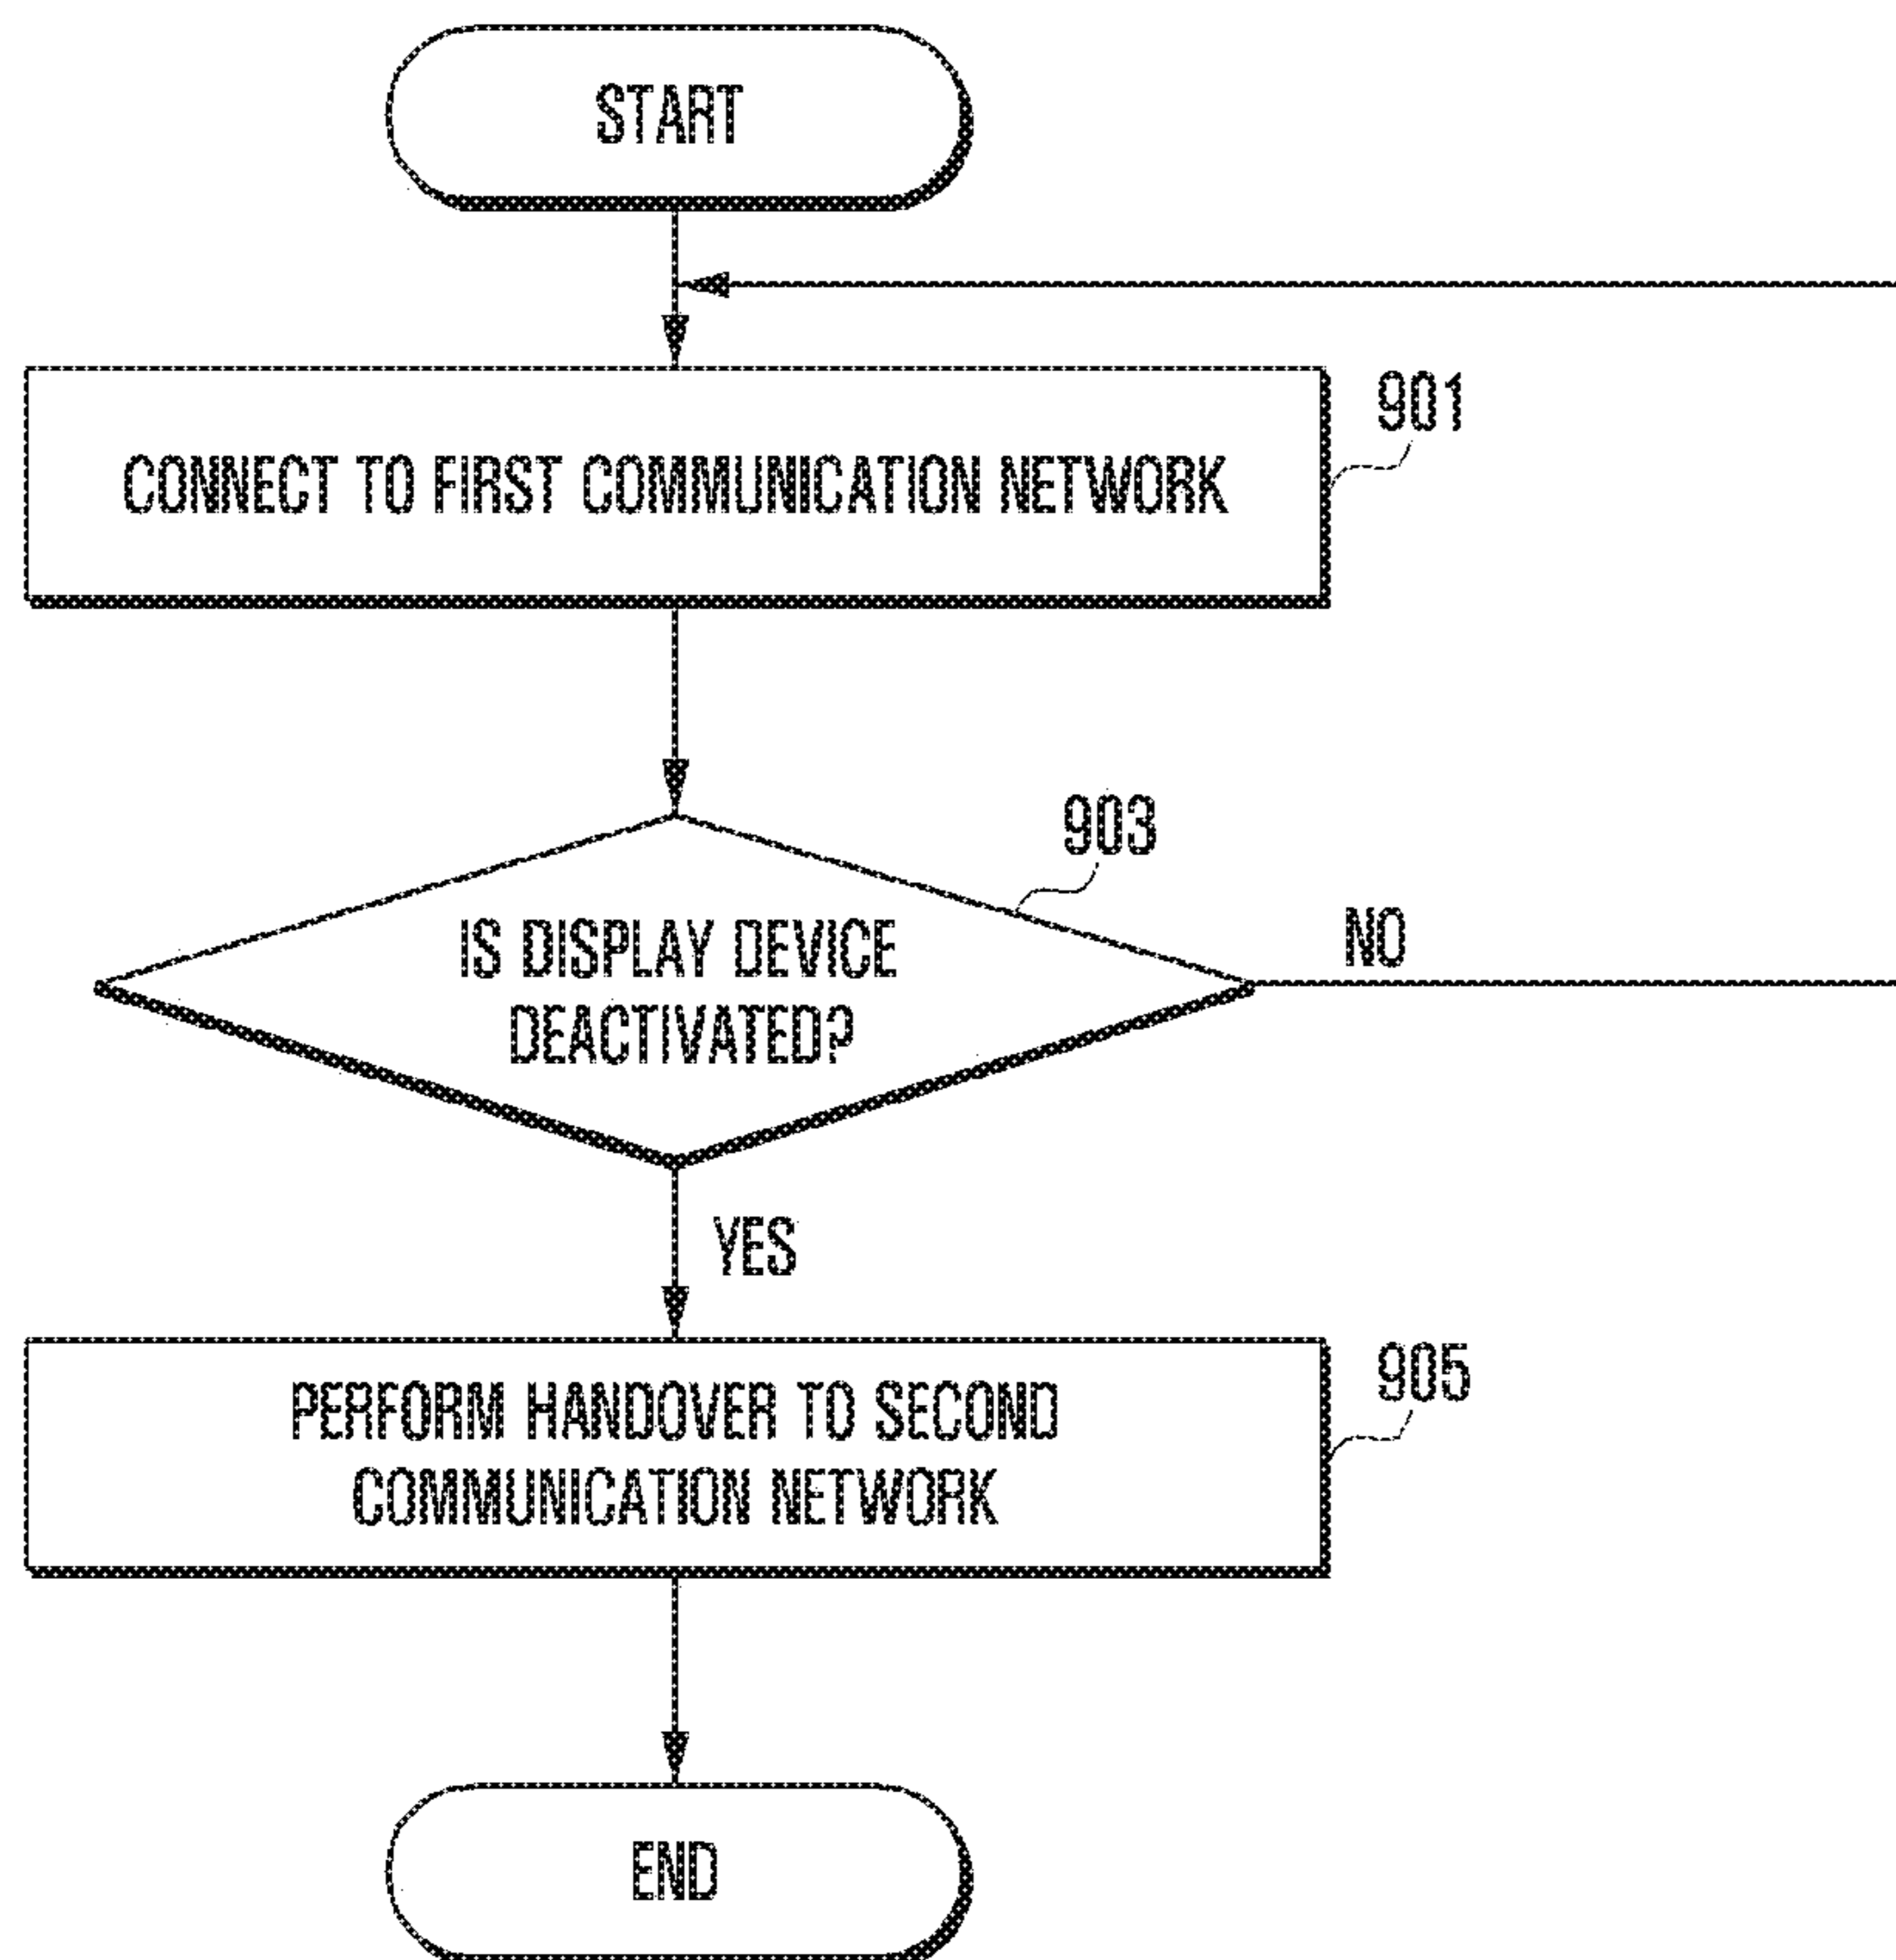 START
901
CONNECT TO FIRST COMMUNICATION NETWORK
903
IS DISPLAY DEVICE
DEACTIVATED?
NO
YES
905
PERFORM HANDOVER TO SECOND
COMMUNICATION NETWORK
END